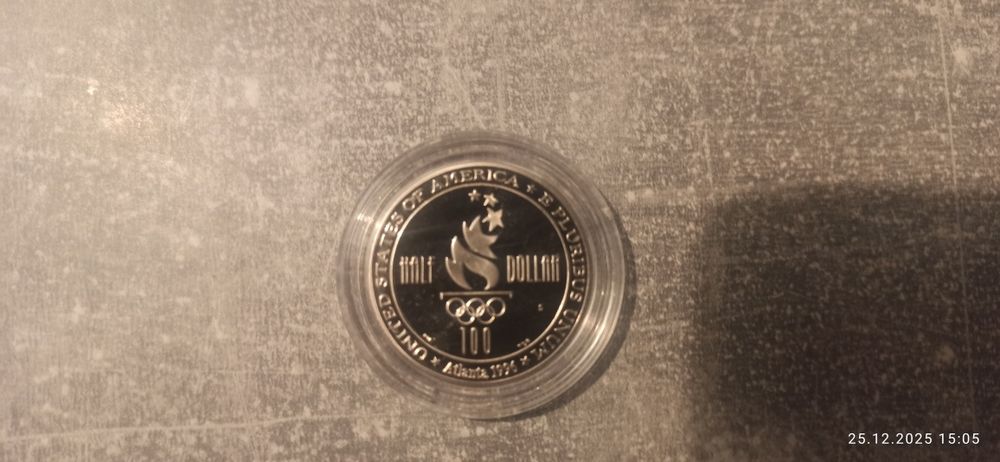 UNITED STATES OF AMERICA ★ E PLURIBUS UNUM ★
HALF DOLLAR
100
S
Atlanta 1996
25.12.2025 15:05